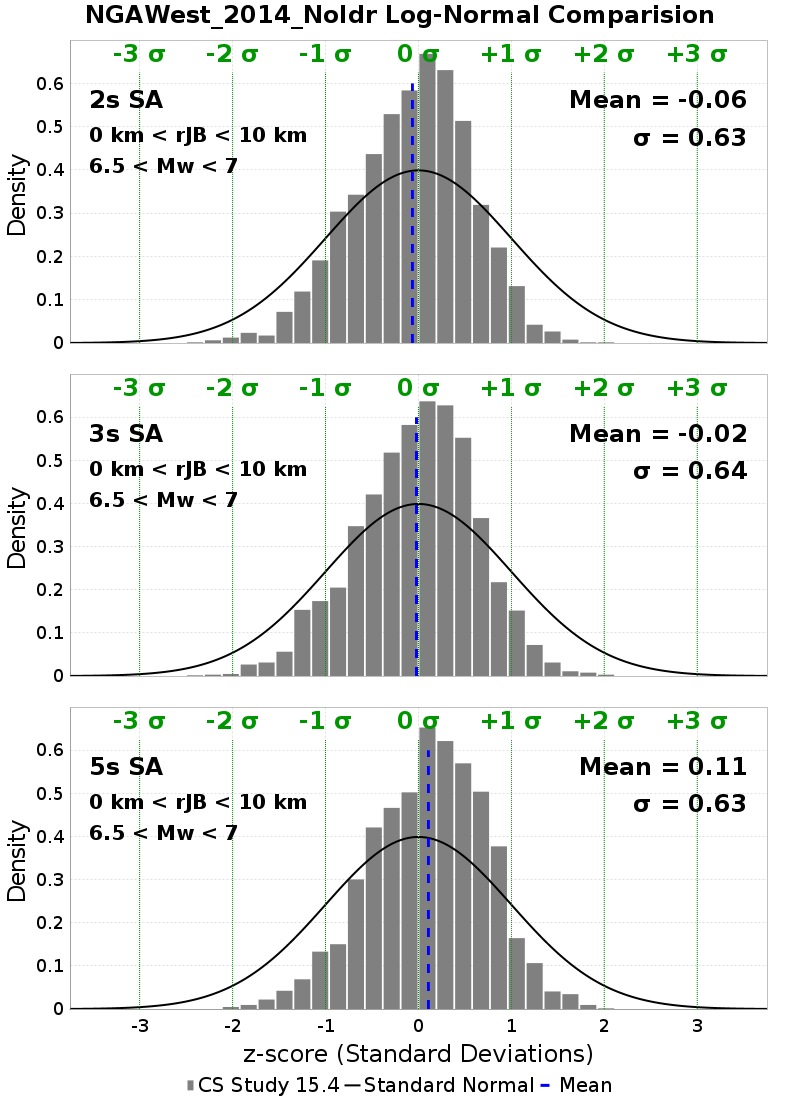 NGAWest_2014_NoIdr Log-Normal Comparision
-3 σ -2 σ -1 σ 0 σ +1 σ +2 σ +3 σ
2s SA
0 km < rJB < 10 km
6.5 < Mw < 7
Mean = -0.06
σ = 0.63
Density
0.6
0.5
0.4
0.3
0.2
0.1
0
-3 σ -2 σ -1 σ 0 σ +1 σ +2 σ +3 σ
3s SA
0 km < rJB < 10 km
6.5 < Mw < 7
Mean = -0.02
σ = 0.64
Density
0.6
0.5
0.4
0.3
0.2
0.1
0
-3 σ -2 σ -1 σ 0 σ +1 σ +2 σ +3 σ
5s SA
0 km < rJB < 10 km
6.5 < Mw < 7
Mean = 0.11
σ = 0.63
Density
0.6
0.5
0.4
0.3
0.2
0.1
0
-3 -2 -1 0 1 2 3
z-score (Standard Deviations)
CS Study 15.4 Standard Normal Mean